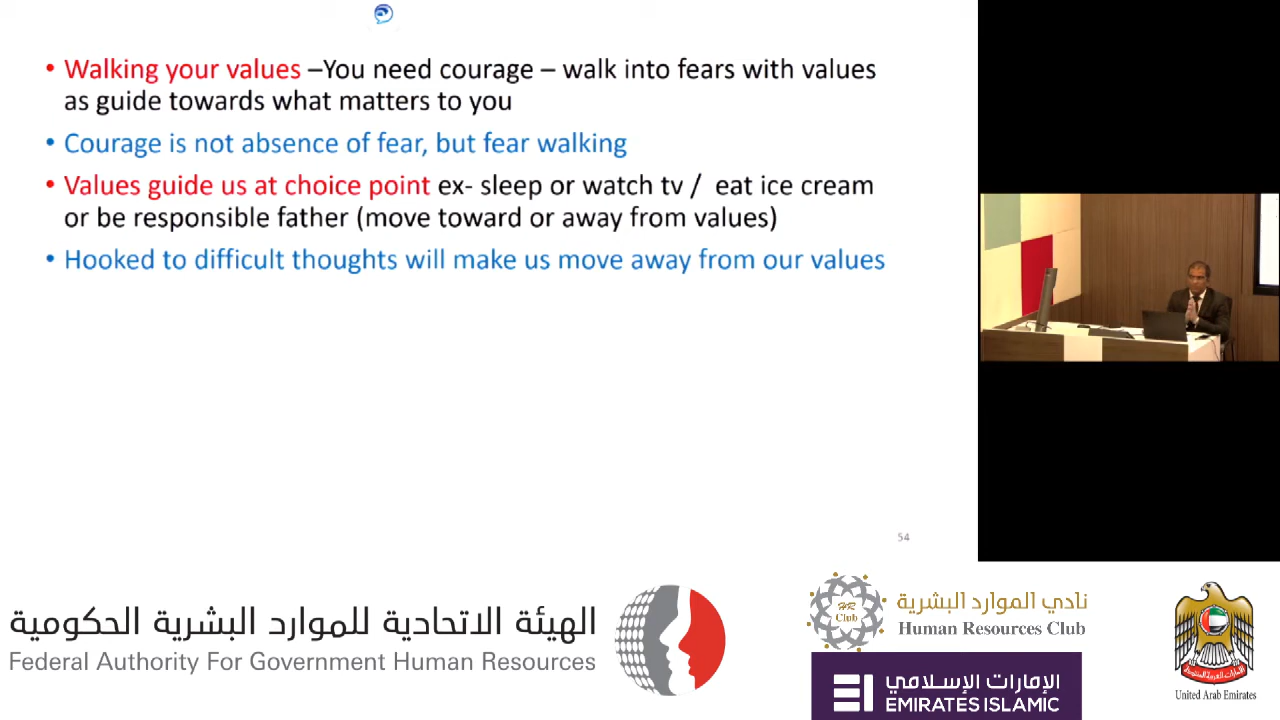 • Walking your values –You need courage – walk into fears with values
as guide towards what matters to you
• Courage is not absence of fear, but fear walking
• Values guide us at choice point ex- sleep or watch tv / eat ice cream
or be responsible father (move toward or away from values)
• Hooked to difficult thoughts will make us move away from our values
54
الهيئة الاتحادية للموارد البشرية الحكومية
Federal Authority For Government Human Resources
HR
Club
نادي الموارد البشرية
Human Resources Club
الإمارات الإسلامي
EMIRATES ISLAMIC
United Arab Emirates